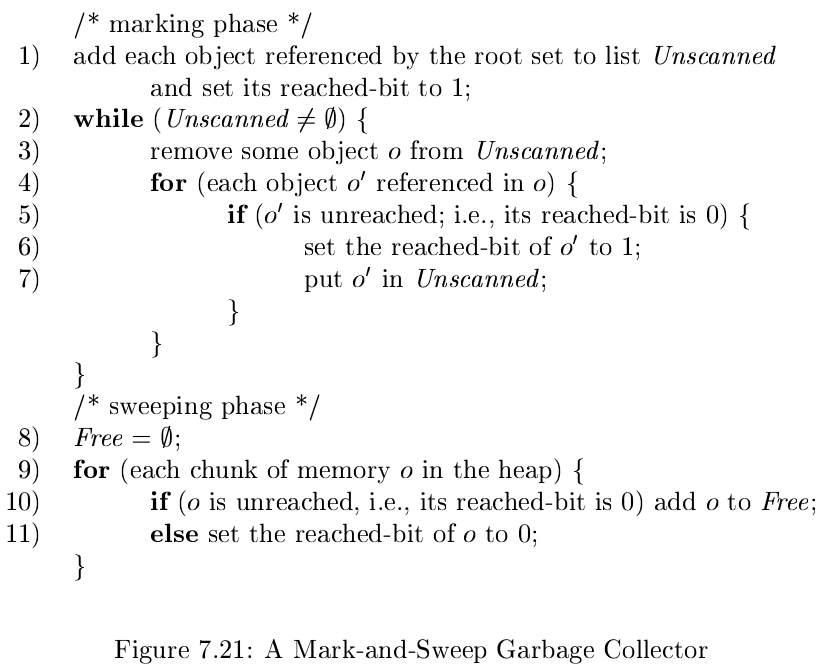 /* marking phase */
1) add each object referenced by the root set to list Unscanned
and set its reached-bit to 1;
2) while (Unscanned ≠ ∅) {
3) remove some object o from Unscanned;
4) for (each object o′ referenced in o) {
5) if (o′ is unreached; i.e., its reached-bit is 0) {
6) set the reached-bit of o′ to 1;
7) put o′ in Unscanned;
}
}
}
/* sweeping phase */
8) Free = ∅;
9) for (each chunk of memory o in the heap) {
10) if (o is unreached, i.e., its reached-bit is 0) add o to Free;
11) else set the reached-bit of o to 0;
}
Figure 7.21: A Mark-and-Sweep Garbage Collector